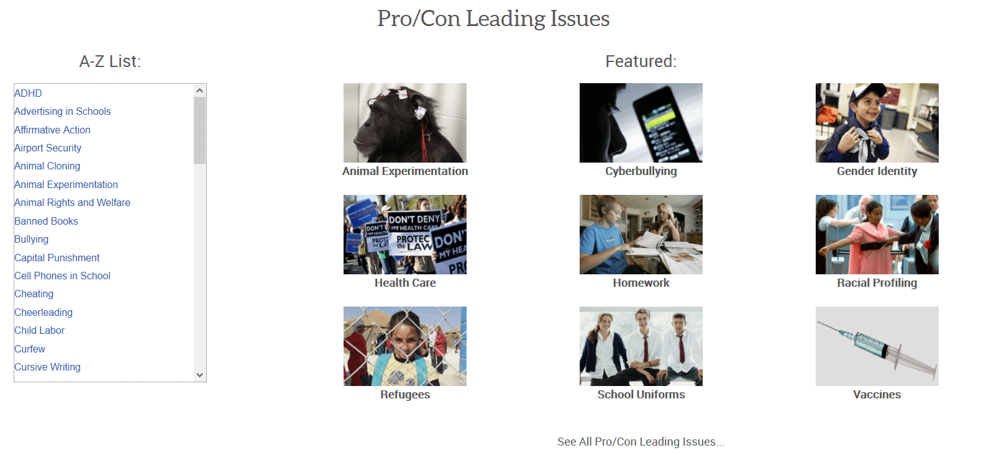 Pro/Con Leading Issues
A-Z List:
ADHD
Advertising in Schools
Affirmative Action
Airport Security
Animal Cloning
Animal Experimentation
Animal Rights and Welfare
Banned Books
Bullying
Capital Punishment
Cell Phones in School
Cheating
Cheerleading
Child Labor
Curfew
Cursive Writing
Featured:
Animal Experimentation
Cyberbullying
Gender Identity
DON'T DENY
MY HEALTH CARE
PROTEC
the LAW
DON'
MY HEA
PRO
Health Care
Homework
Racial Profiling
Refugees
School Uniforms
Vaccines
See All Pro/Con Leading Issues...